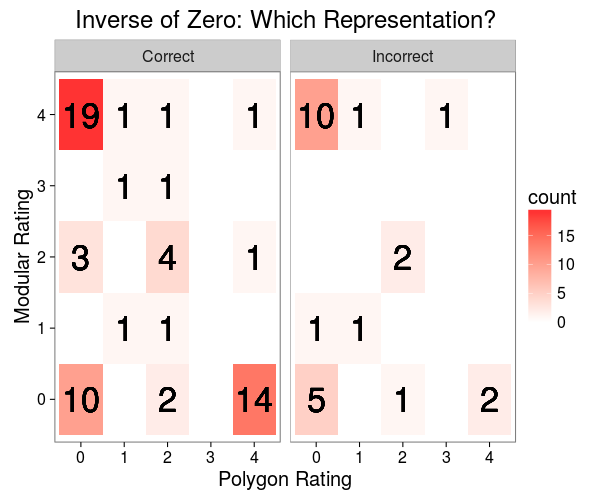 Inverse of Zero: Which Representation?
Correct Incorrect
4 19 1 1 1 10 1 1
3 1 1
2 3 4 1 2
1 1 1 1 1
0 10 2 14 5 1 2
0 1 2 3 4 0 1 2 3 4
Polygon Rating
Modular Rating
count
15
10
5
0